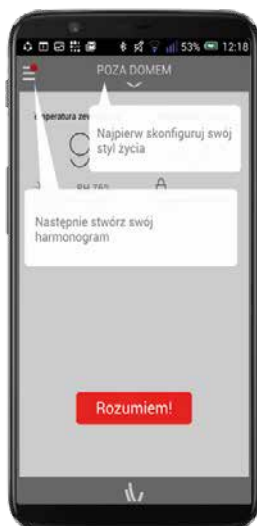 53% 12:18
POZA DOMEM
Najpierw skonfiguruj swój
styl życia
Następnie stwórz swój
harmonogram
Rozumiem!